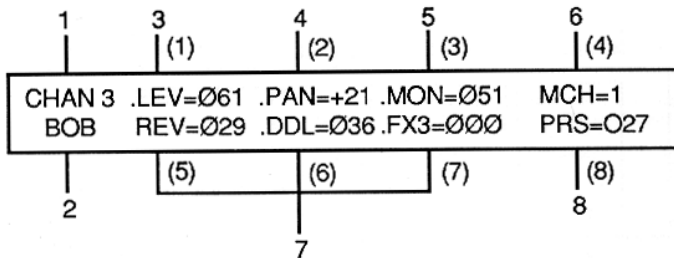 1 3 4 5 6
(1) (2) (3) (4)
CHAN 3 .LEV=Ø61 .PAN=+21 .MON=Ø51 MCH=1
BOB REV=Ø29 .DDL=Ø36 .FX3=ØØØ PRS=O27
(5) (6) (7) (8)
2 8
7